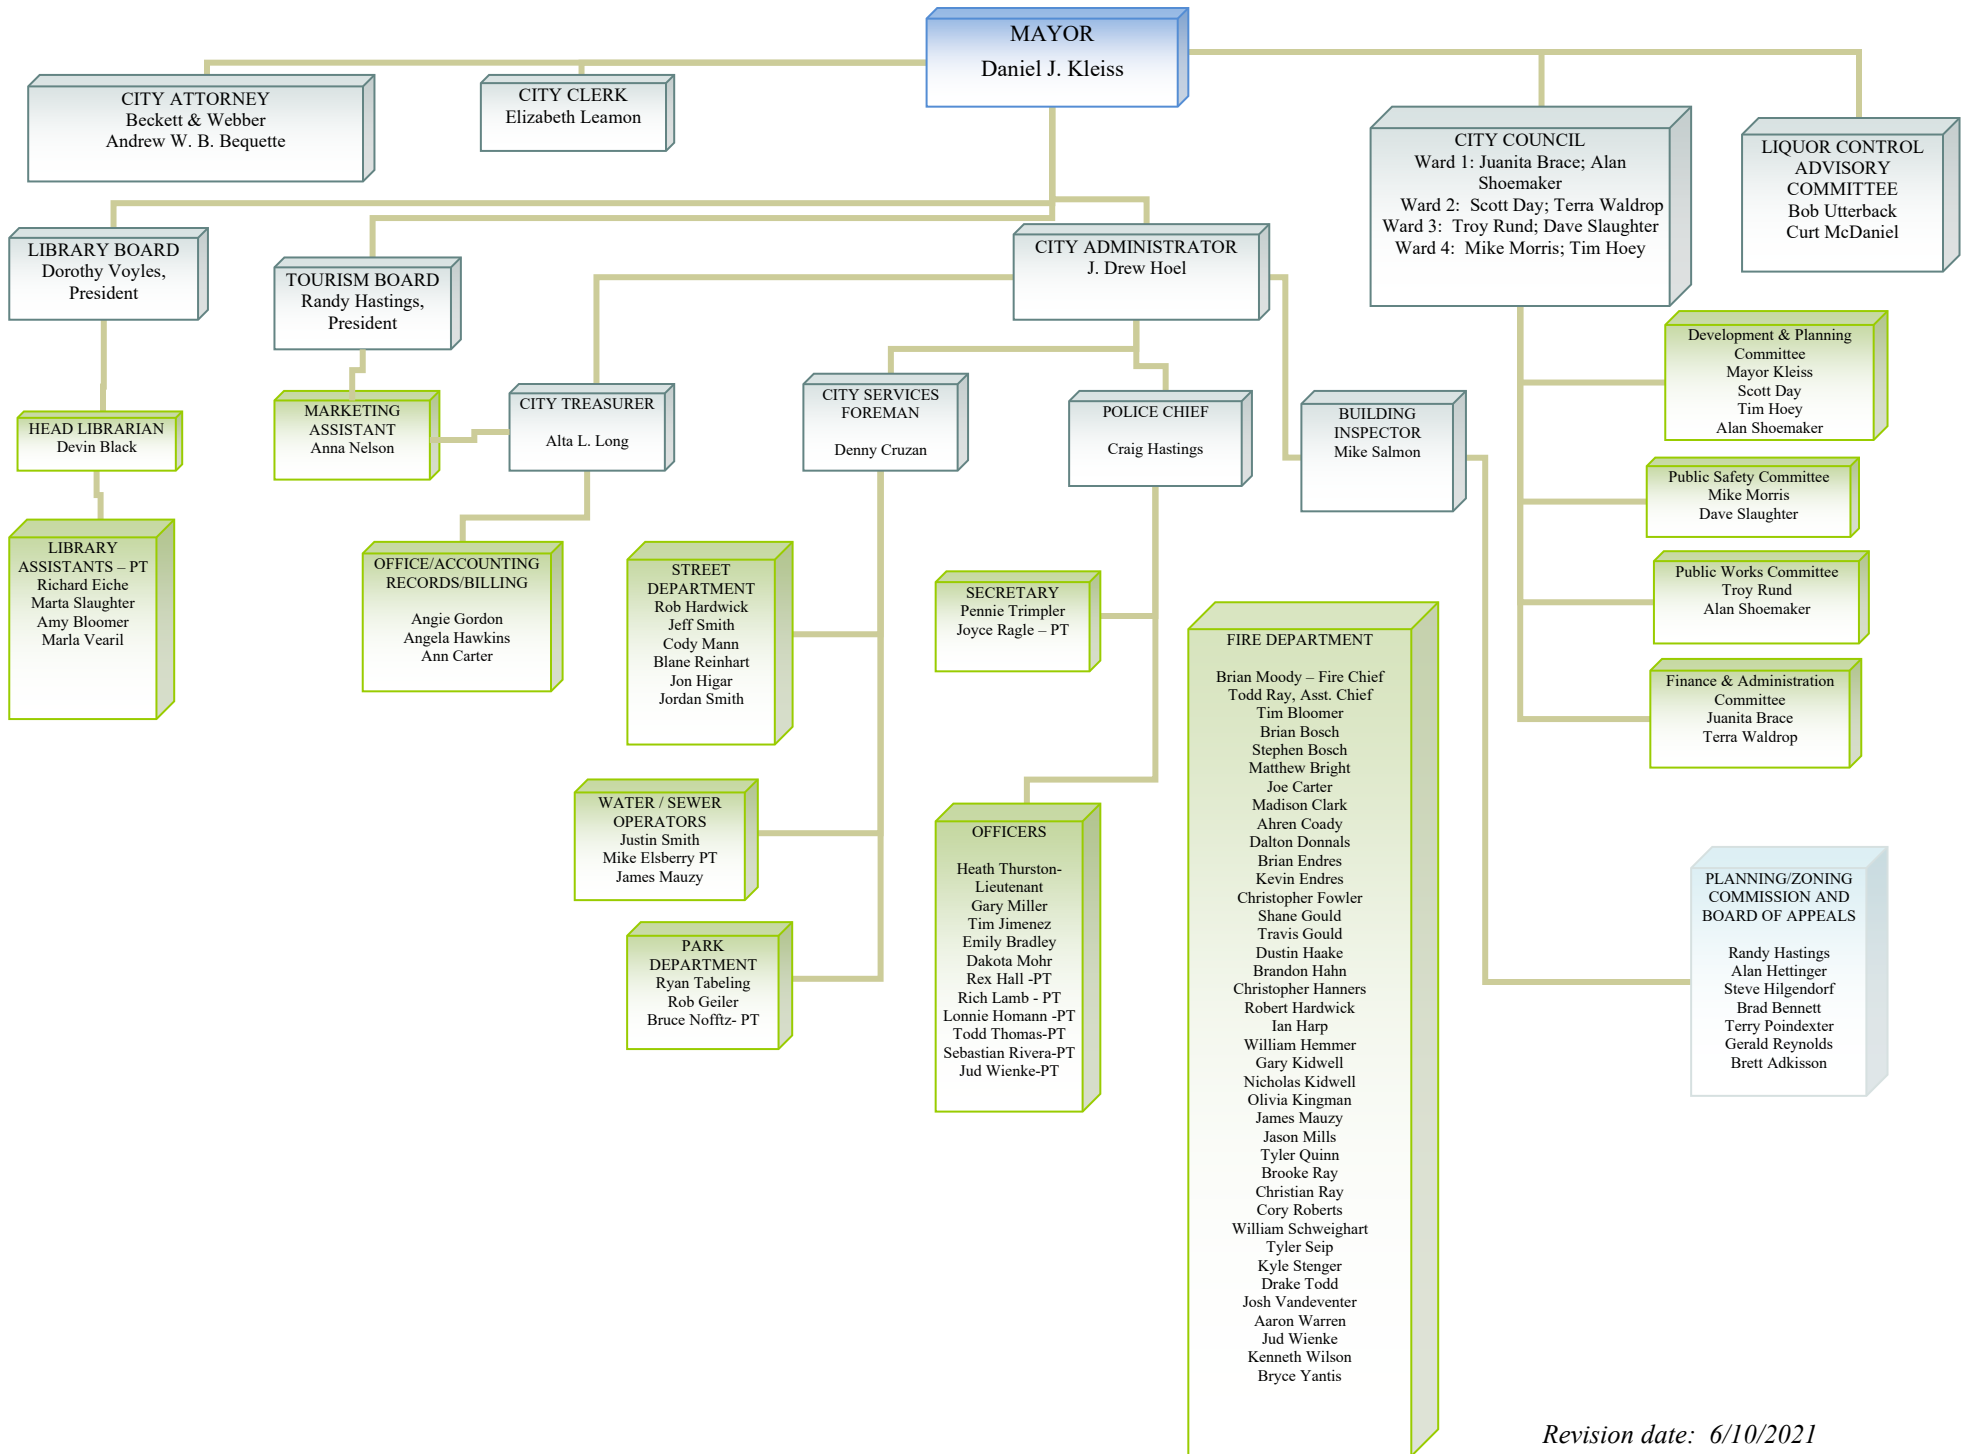 MAYOR
Daniel J. Kleiss
CITY ATTORNEY
Beckett & Webber
Andrew W. B. Bequette
CITY CLERK
Elizabeth Leamon
CITY COUNCIL
Ward 1: Juanita Brace; Alan
Shoemaker
Ward 2:  Scott Day; Terra Waldrop
Ward 3:  Troy Rund; Dave Slaughter
Ward 4:  Mike Morris; Tim Hoey
LIQUOR CONTROL
ADVISORY
COMMITTEE
Bob Utterback
Curt McDaniel
LIBRARY BOARD
Dorothy Voyles,
President
TOURISM BOARD
Randy Hastings,
President
CITY ADMINISTRATOR
J. Drew Hoel
Development & Planning
Committee
Mayor Kleiss
Scott Day
Tim Hoey
Alan Shoemaker
HEAD LIBRARIAN
Devin Black
MARKETING
ASSISTANT
Anna Nelson
CITY TREASURER
Alta L. Long
CITY SERVICES
FOREMAN
Denny Cruzan
POLICE CHIEF
Craig Hastings
BUILDING
INSPECTOR
Mike Salmon
Public Safety Committee
Mike Morris
Dave Slaughter
LIBRARY
ASSISTANTS – PT
Richard Eiche
Marta Slaughter
Amy Bloomer
Marla Vearil
OFFICE/ACCOUNTING
RECORDS/BILLING
Angie Gordon
Angela Hawkins
Ann Carter
STREET
DEPARTMENT
Rob Hardwick
Jeff Smith
Cody Mann
Blane Reinhart
Jon Higar
Jordan Smith
SECRETARY
Pennie Trimpler
Joyce Ragle – PT
Public Works Committee
Troy Rund
Alan Shoemaker
Finance & Administration
Committee
Juanita Brace
Terra Waldrop
WATER / SEWER
OPERATORS
Justin Smith
Mike Elsberry PT
James Mauzy
PARK
DEPARTMENT
Ryan Tabeling
Rob Geiler
Bruce Nofftz- PT
OFFICERS
Heath Thurston-
Lieutenant
Gary Miller
Tim Jimenez
Emily Bradley
Dakota Mohr
Rex Hall -PT
Rich Lamb - PT
Lonnie Homann -PT
Todd Thomas-PT
Sebastian Rivera-PT
Jud Wienke-PT
FIRE DEPARTMENT
Brian Moody – Fire Chief
Todd Ray, Asst. Chief
Tim Bloomer
Brian Bosch
Stephen Bosch
Matthew Bright
Joe Carter
Madison Clark
Ahren Coady
Dalton Donnals
Brian Endres
Kevin Endres
Christopher Fowler
Shane Gould
Travis Gould
Dustin Haake
Brandon Hahn
Christopher Hanners
Robert Hardwick
Ian Harp
William Hemmer
Gary Kidwell
Nicholas Kidwell
Olivia Kingman
James Mauzy
Jason Mills
Tyler Quinn
Brooke Ray
Christian Ray
Cory Roberts
William Schweighart
Tyler Seip
Kyle Stenger
Drake Todd
Josh Vandeventer
Aaron Warren
Jud Wienke
Kenneth Wilson
Bryce Yantis
PLANNING/ZONING
COMMISSION AND
BOARD OF APPEALS
Randy Hastings
Alan Hettinger
Steve Hilgendorf
Brad Bennett
Terry Poindexter
Gerald Reynolds
Brett Adkisson
Revision date:  6/10/2021